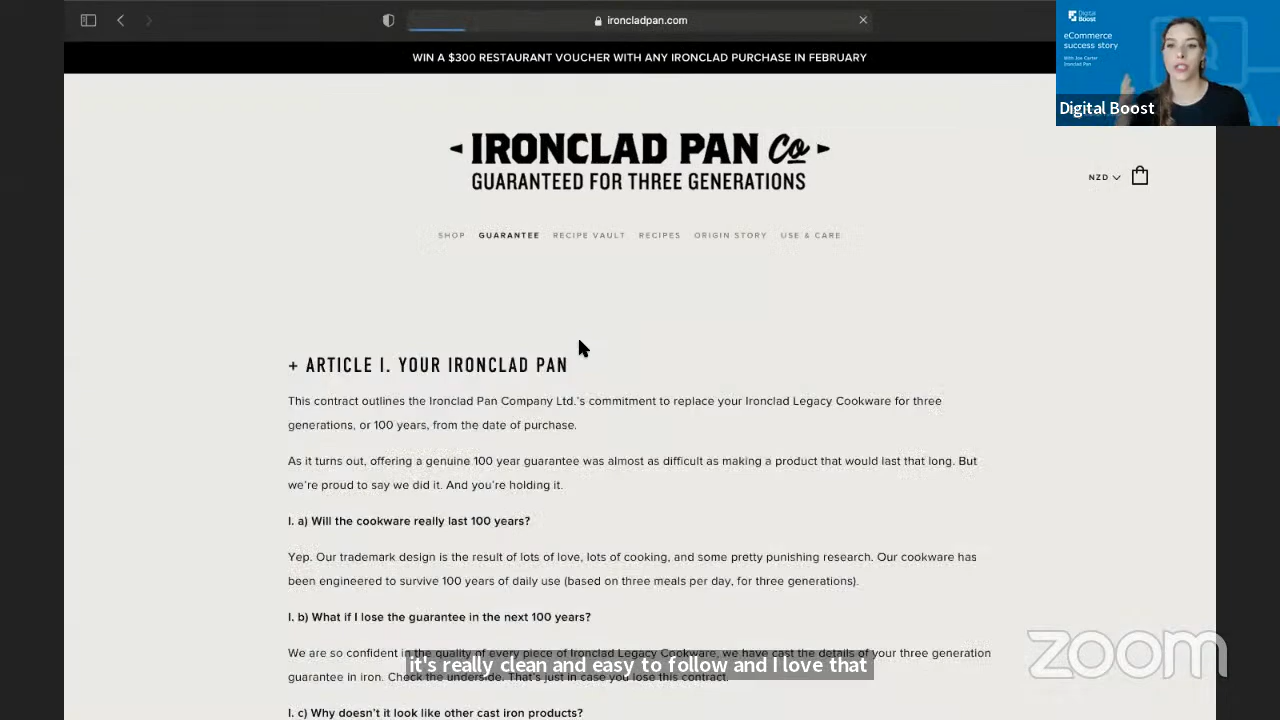 ironcladpan.com
WIN A $300 RESTAURANT VOUCHER WITH ANY IRONCLAD PURCHASE IN FEBRUARY
Digital
Boost
eCommerce
success story
With Joe Carter
Ironclad Pan
Digital Boost
IRONCLAD PAN Co
GUARANTEED FOR THREE GENERATIONS
NZD
SHOP GUARANTEE RECIPE VAULT RECIPES ORIGIN STORY USE & CARE
+ ARTICLE I. YOUR IRONCLAD PAN
This contract outlines the Ironclad Pan Company Ltd.'s commitment to replace your Ironclad Legacy Cookware for three
generations, or 100 years, from the date of purchase.
As it turns out, offering a genuine 100 year guarantee was almost as difficult as making a product that would last that long. But
we're proud to say we did it. And you're holding it.
I. a) Will the cookware really last 100 years?
Yep. Our trademark design is the result of lots of love, lots of cooking, and some pretty punishing research. Our cookware has
been engineered to survive 100 years of daily use (based on three meals per day, for three generations).
I. b) What if I lose the guarantee in the next 100 years?
We are so confident in the quality of every piece of Ironclad Legacy Cookware, we have cast the details of your three generation
it's really clean and easy to follow and I love that
guarantee in iron. Check the underside. That's just in case you lose this contract.
zoom
I. c) Why doesn't it look like other cast iron products?